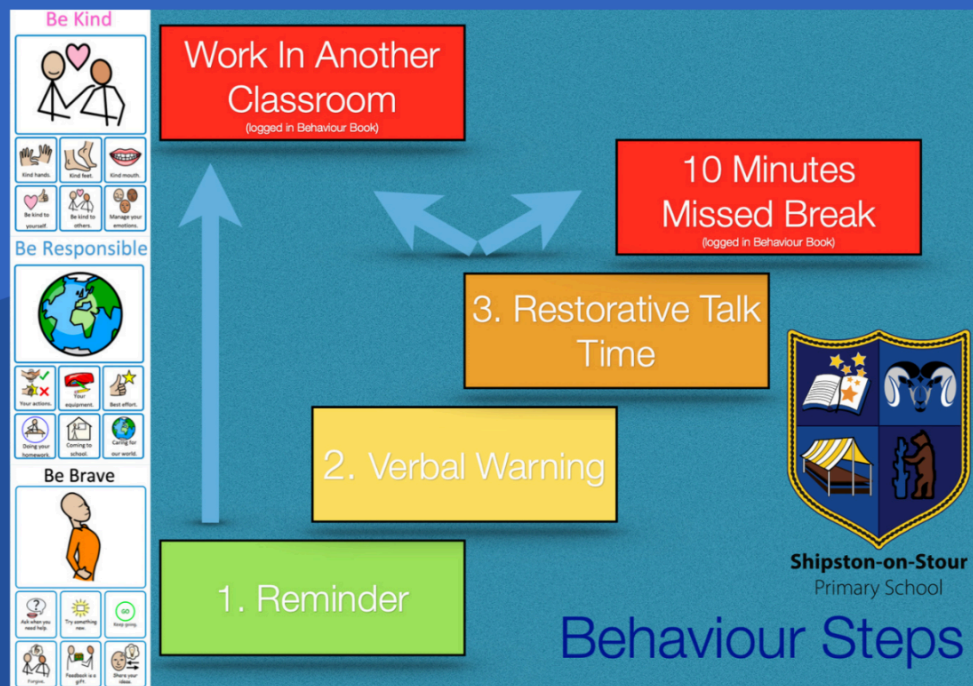 Be Kind
Kind hands.
Kind feet.
Kind mouth.
Be kind to
yourself.
Be kind to
others.
Manage your
emotions.
Be Responsible
Your actions.
Your
equipment.
Best effort.
Doing your
homework.
Coming to
school.
Caring for
our world.
Be Brave
Ask when you
need help.
Try something
new.
GO
Keep going.
Forgive.
Feedback is a
gift.
Share your
ideas.
Work In Another
Classroom
(logged in Behaviour Book)
10 Minutes
Missed Break
(logged in Behaviour Book)
3. Restorative Talk
Time
2. Verbal Warning
1. Reminder
Shipston-on-Stour
Primary School
Behaviour Steps